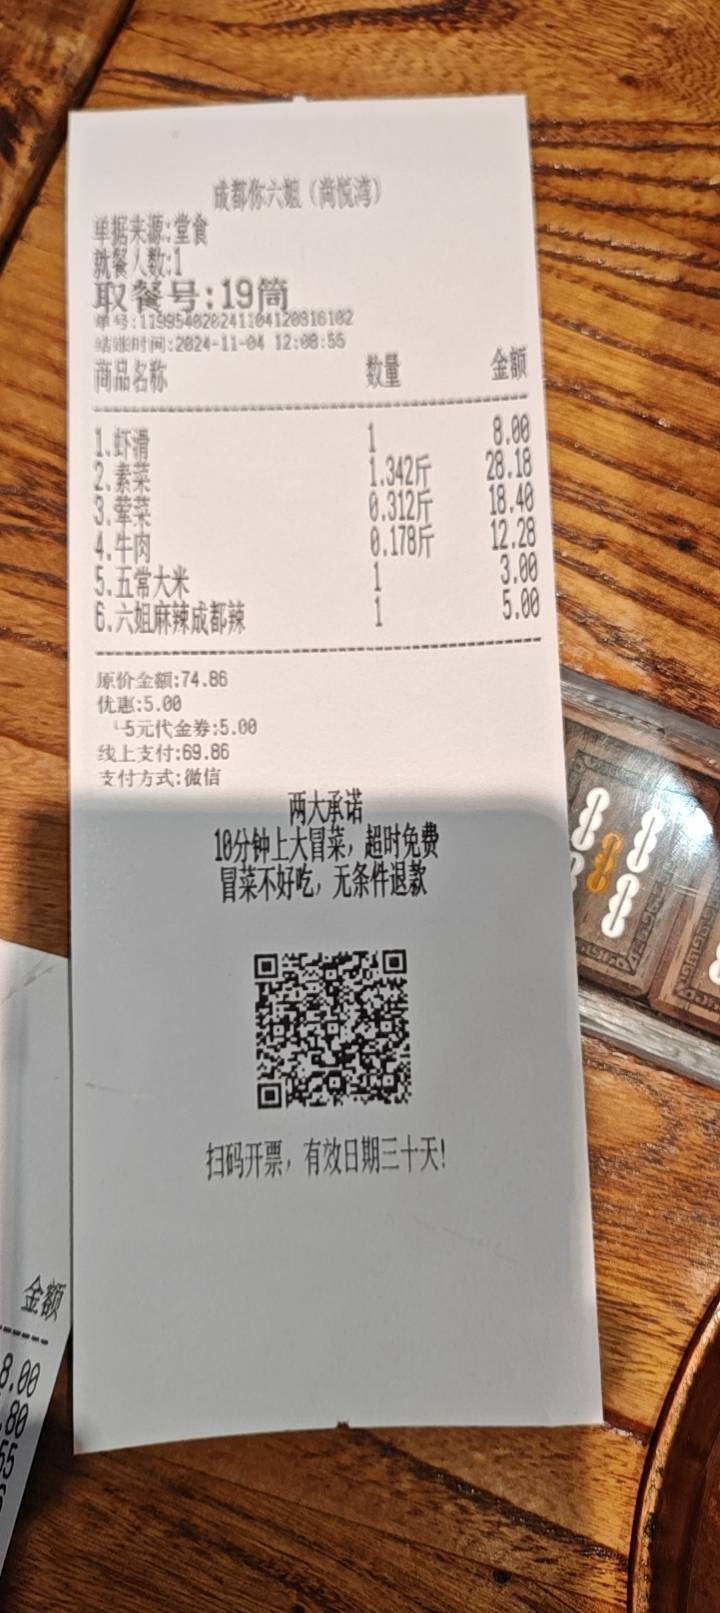 成都你六姐（尚悦湾）
单据来源:堂食
就餐人数:1
取餐号:19筒
单号:11995402024110412081​6102
结账时间:2024-11-04 12:08:55
商品名称 数量 金额
1.虾滑 1 8.00
2.素菜 1.342斤 28.18
3.荤菜 0.312斤 18.40
4.牛肉 0.178斤 12.28
5.五常大米 1 3.00
6.六姐麻辣成都辣 1 5.00
原价金额:74.86
优惠:5.00
└5元代金券:5.00
线上支付:69.86
支付方式:微信
两大承诺
10分钟上大冒菜，超时免费
冒菜不好吃，无条件退款
扫码开票，有效日期三十天!
金额
8.00
.80
55